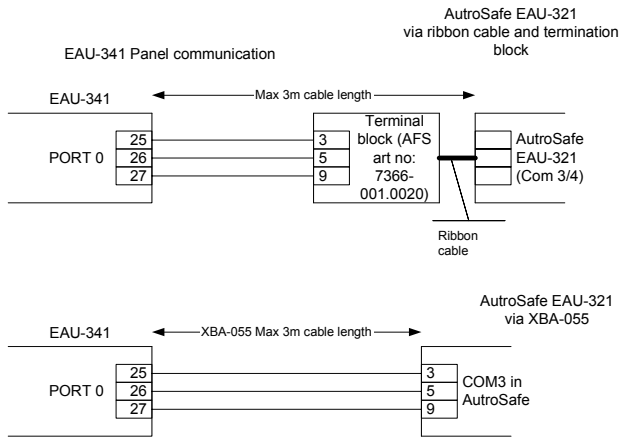 AutroSafe EAU-321
via ribbon cable and termination
block
EAU-341 Panel communication
EAU-341
Max 3m cable length
PORT 0
25
26
27
3
5
9
Terminal
block (AFS
art no:
7366-
001.0020)
AutroSafe
EAU-321
(Com 3/4)
Ribbon
cable
AutroSafe EAU-321
via XBA-055
EAU-341
XBA-055 Max 3m cable length
PORT 0
25
26
27
3
5
9
COM3 in
AutroSafe